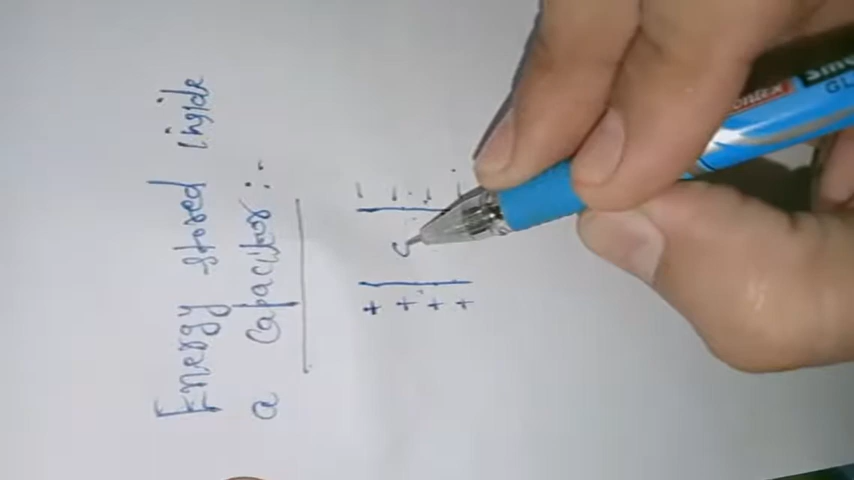 Energy stored inside
a capacitor :-
+ + + +
- - - -
C